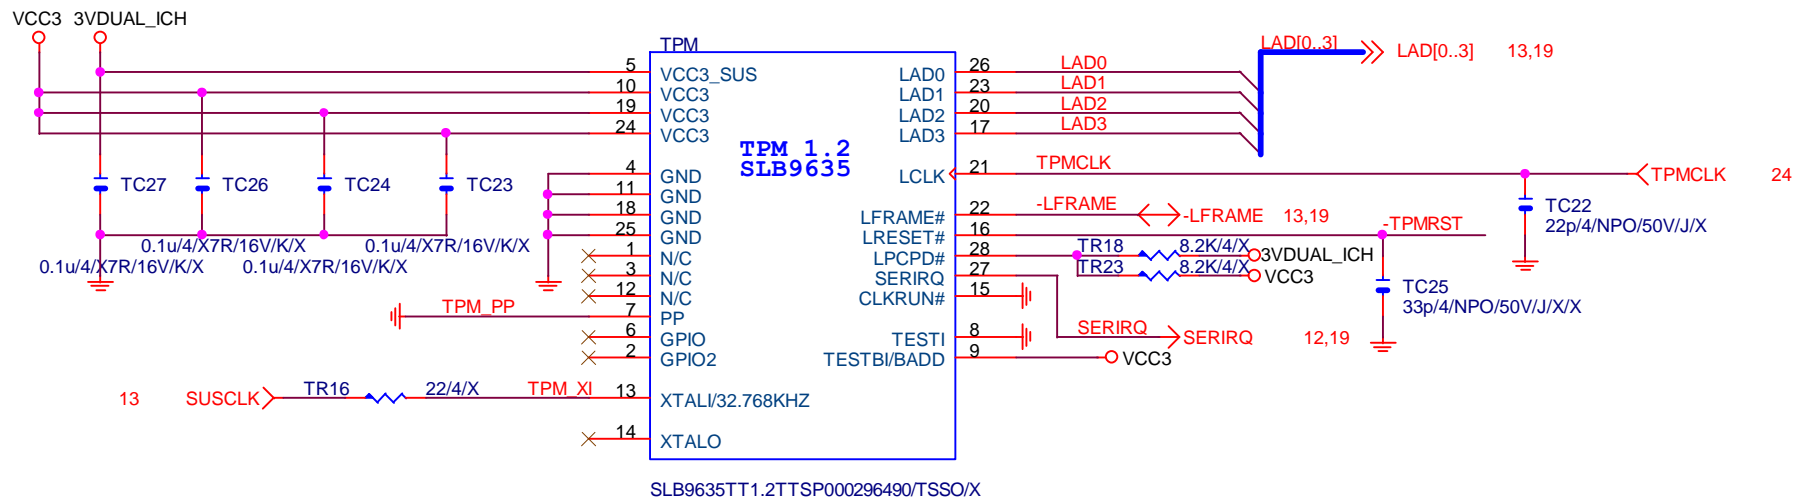 VCC3 3VDUAL_ICH
TPM
5 VCC3_SUS
10 VCC3
19 VCC3
24 VCC3
4 GND
11 GND
18 GND
25 GND
1 N/C
3 N/C
12 N/C
7 PP
6 GPIO
2 GPIO2
13 XTALI/32.768KHZ
14 XTALO
TPM 1.2
SLB9635
LAD0 26 LAD0
LAD1 23 LAD1
LAD2 20 LAD2
LAD3 17 LAD3
LAD[0..3] LAD[0..3] 13,19
LCLK 21 TPMCLK TPMCLK 24
LFRAME# 22 -LFRAME -LFRAME 13,19
LRESET# 16 -TPMRST
LPCPD# 28 TR18 8.2K/4/X 3VDUAL_ICH
TR23 8.2K/4/X VCC3
SERIRQ 27 SERIRQ SERIRQ 12,19
CLKRUN# 15
TESTI 8
TESTBI/BADD 9 VCC3
TC22
22p/4/NPO/50V/J/X
TC25
33p/4/NPO/50V/J/X/X
TC27 TC26 TC24 TC23
0.1u/4/X7R/16V/K/X 0.1u/4/X7R/16V/K/X
0.1u/4/X7R/16V/K/X 0.1u/4/X7R/16V/K/X
TPM_PP
13 SUSCLK TR16 22/4/X TPM_XI
SLB9635TT1.2TTSP000296490/TSSO/X